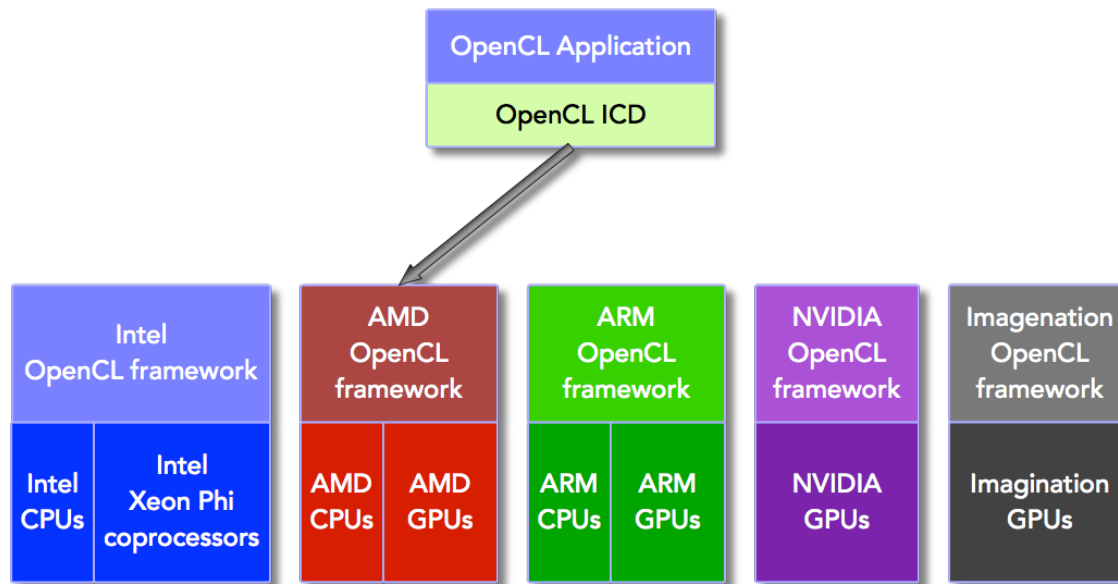 OpenCL Application
OpenCL ICD
Intel
OpenCL framework
AMD
OpenCL
framework
ARM
OpenCL
framework
NVIDIA
OpenCL
framework
Imagenation
OpenCL
framework
Intel
CPUs
Intel
Xeon Phi
coprocessors
AMD
CPUs
AMD
GPUs
ARM
CPUs
ARM
GPUs
NVIDIA
GPUs
Imagination
GPUs